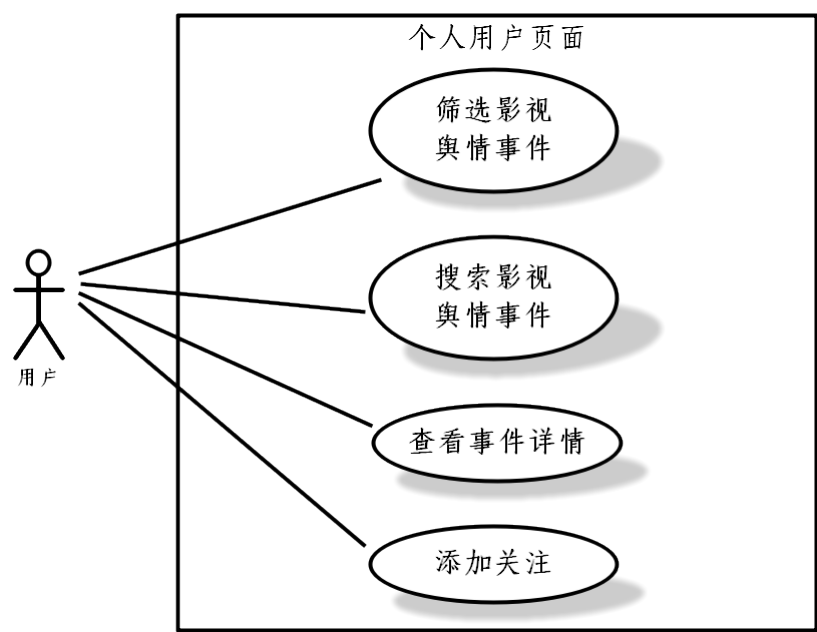 个人用户页面
筛选影视
舆情事件
搜索影视
舆情事件
用户
查看事件详情
添加关注